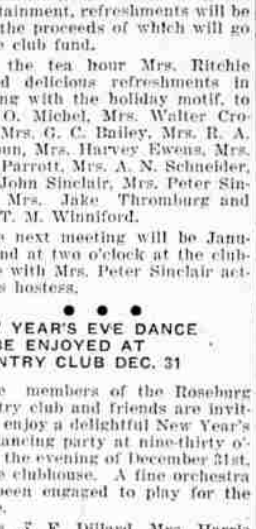 tainment, refreshments will be
the proceeds of which will go
club fund.
the tea hour Mrs. Ritchie
d delicious refreshments in
ng with the holiday motif, to
O. Michel, Mrs. Walter Cro-
Mrs. G. C. Bailey, Mrs. R. A.
un, Mrs. Harvey Ewens, Mrs.
Parrott, Mrs. A. N. Schneider,
John Sinclair, Mrs. Peter Sin-
Mrs. Jake Thromburg and
T. M. Winniford.
next meeting will be Janu-
nd at two o'clock at the club-
with Mrs. Peter Sinclair act-
s hostess.
YEAR'S EVE DANCE
BE ENJOYED AT
NTRY CLUB DEC. 31
members of the Roseburg
try club and friends are invit-
enjoy a delightful New Year's
ancing party at nine-thirty o'-
the evening of December 31st,
clubhouse. A fine orchestra
been engaged to play for the
F. Dillard, Mrs. Harris